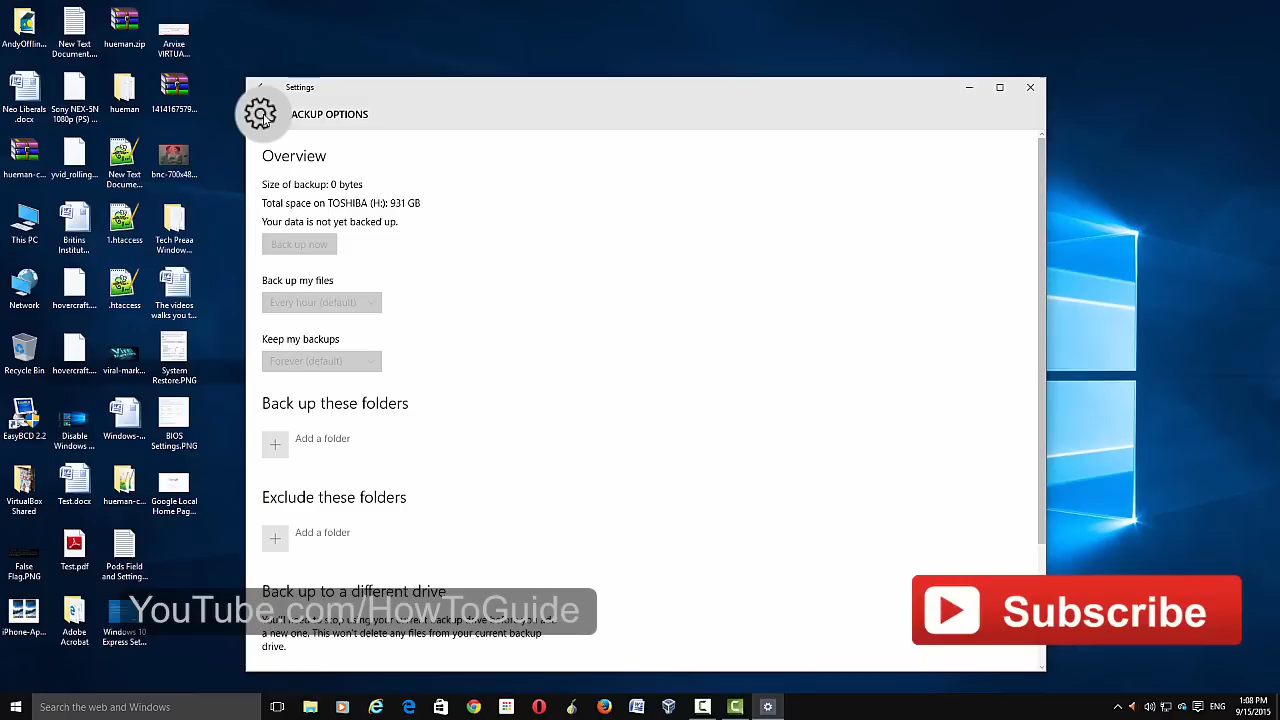 AndyOfflin...
New Text
Document....
hueman.zip
Arvixe
VIRTUA...
Neo Liberals
.docx
Sony NEX-5N
1080p (PS) ...
hueman
1414167579...
hueman-c...
yvid_rolling...
New Text
Docume...
bnc-700x48...
This PC
Britins
Institut...
1.htaccess
Tech Preaa
Window...
Network
hovercraft....
.htaccess
The videos
walks you t...
Recycle Bin
hovercraf...
viral-mark...
System
Restore.PNG
EasyBCD 2.2
Disable
Windows ...
Windows-...
BIOS
Settings.PNG
VirtualBox
Shared
Test.docx
hueman-c...
Google Local
Home Pag...
False
Flag.PNG
Test.pdf
Pods Field
and Setting...
iPhone-Ap...
Adobe
Acrobat
Windows 10
Express Set...
Settings
BACKUP OPTIONS
Overview
Size of backup: 0 bytes
Total space on TOSHIBA (H:): 931 GB
Your data is not yet backed up.
Back up now
Back up my files
Every hour (default)
Keep my backups
Forever (default)
Back up these folders
Add a folder
Exclude these folders
Add a folder
Back up to a different drive
a new one. This won't delete any files from your current backup
drive.
YouTube.com/HowToGuide
Subscribe
Search the web and Windows
ENG
1:08 PM
9/15/2015